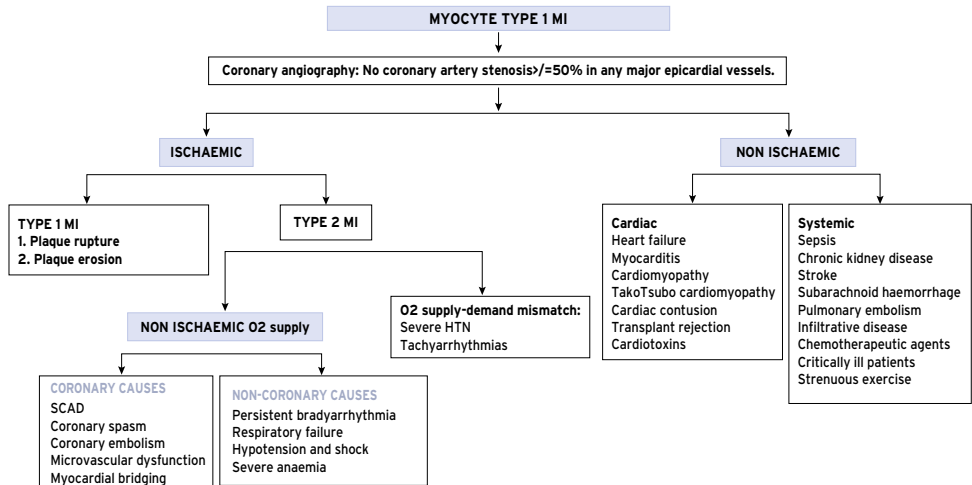 MYOCYTE TYPE 1 MI
Coronary angiography: No coronary artery stenosis>/=50% in any major epicardial vessels.
ISCHAEMIC
NON ISCHAEMIC
TYPE 1 MI
1. Plaque rupture
2. Plaque erosion
TYPE 2 MI
Cardiac
Heart failure
Myocarditis
Cardiomyopathy
TakoTsubo cardiomyopathy
Cardiac contusion
Transplant rejection
Cardiotoxins
Systemic
Sepsis
Chronic kidney disease
Stroke
Subarachnoid haemorrhage
Pulmonary embolism
Infiltrative disease
Chemotherapeutic agents
Critically ill patients
Strenuous exercise
NON ISCHAEMIC O2 supply
O2 supply-demand mismatch:
Severe HTN
Tachyarrhythmias
CORONARY CAUSES
SCAD
Coronary spasm
Coronary embolism
Microvascular dysfunction
Myocardial bridging
NON-CORONARY CAUSES
Persistent bradyarrhythmia
Respiratory failure
Hypotension and shock
Severe anaemia